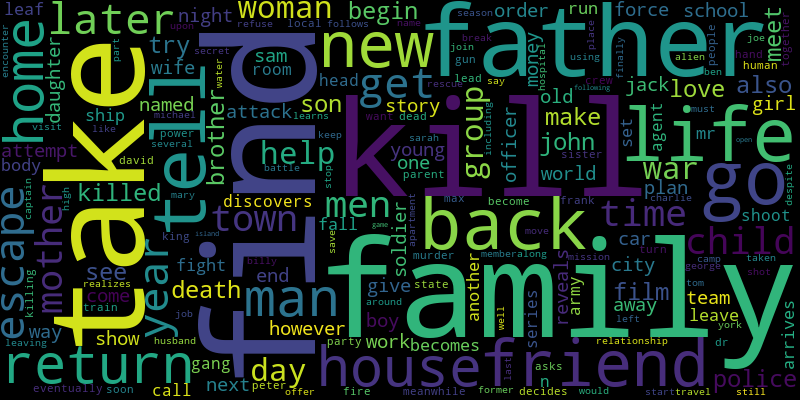 leaf
later
woman
night
begin
order
local
follows
refuse
upon
season
run
force
school
name
father
new
take
find
kill
encounter
home
daughter
try
wife
secret
sam
room
head
break
join
gun
using
place
finally
people
meet
hand
together
joe
money
hospital
crew
alien
ben
human
get
lead
say
rescue
jack
love
also
girl
named
brother
water
son
story
old
ship
part
michael
power
several
attack
learns
dead
want
make
group
including
officer
set
agent
mr
must
following
open
visit
like
attempt
body
david
tell
mary
help
keep
young
one
sarah
parent
sister
john
world
war
life
despite
killed
battle
stop
plan
charlie
shoot
go
mother
escape
captain
high
king
island
discovers
town
men
max
become
frank
time
back
year
fall
soldier
apartment
move
car
turn
camp
taken
child
see
realizes
killing
fight
billy
game
save
murder
memberalong
mission
city
george
shot
come
train
end
man
family
death
give
state
another
reveals
army
away
tom
film
team
way
job
around
well
series
left
york
leave
show
husband
however
boy
relationship
dr
leaving
gang
day
party
work
becomes
arrives
return
house
friend
asks
n
police
next
peter
last
eventually
soon
call
offer
fire
meanwhile
former
decides
would
start
travel
still